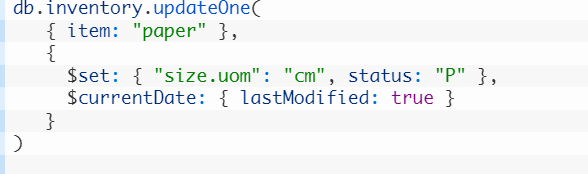 db.inventory.updateOne(
   { item: "paper" },
   {
     $set: { "size.uom": "cm", status: "P" },
     $currentDate: { lastModified: true }
   }
)